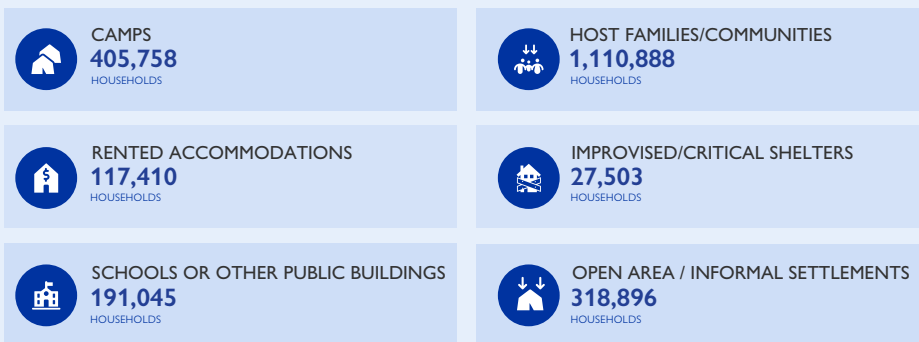 CAMPS
405,758
HOUSEHOLDS
HOST FAMILIES/COMMUNITIES
1,110,888
HOUSEHOLDS
RENTED ACCOMMODATIONS
117,410
HOUSEHOLDS
IMPROVISED/CRITICAL SHELTERS
27,503
HOUSEHOLDS
SCHOOLS OR OTHER PUBLIC BUILDINGS
191,045
HOUSEHOLDS
OPEN AREA / INFORMAL SETTLEMENTS
318,896
HOUSEHOLDS